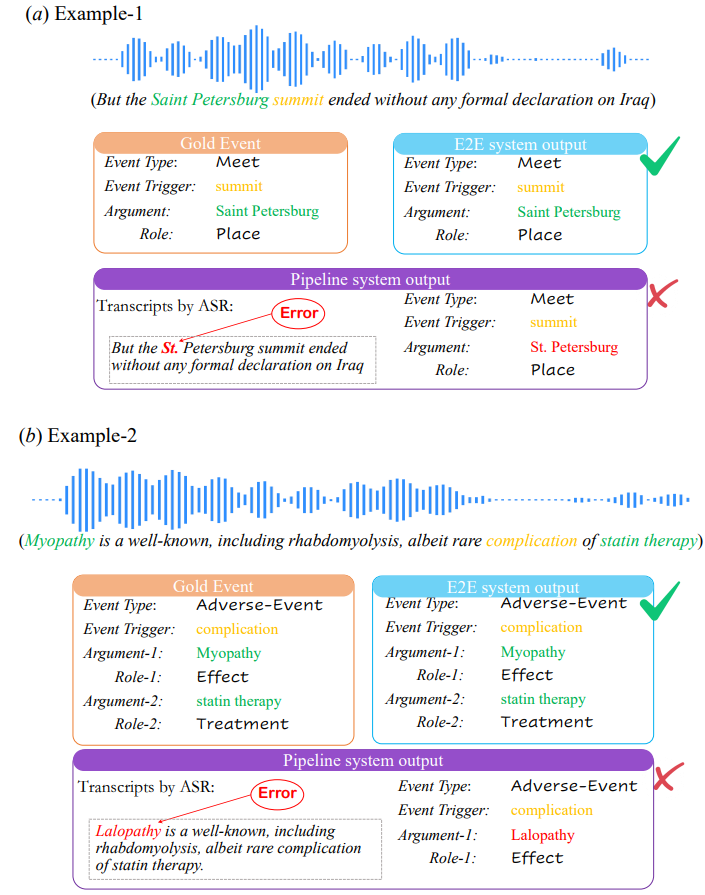 (a) Example-1
(But the Saint Petersburg summit ended without any formal declaration on Iraq)
Gold Event
Event Type: Meet
Event Trigger: summit
Argument: Saint Petersburg
Role: Place
E2E system output
Event Type: Meet
Event Trigger: summit
Argument: Saint Petersburg
Role: Place
Pipeline system output
Transcripts by ASR:
Error
But the St. Petersburg summit ended
without any formal declaration on Iraq
Event Type: Meet
Event Trigger: summit
Argument: St. Petersburg
Role: Place
(b) Example-2
(Myopathy is a well-known, including rhabdomyolysis, albeit rare complication of statin therapy)
Gold Event
Event Type: Adverse-Event
Event Trigger: complication
Argument-1: Myopathy
Role-1: Effect
Argument-2: statin therapy
Role-2: Treatment
E2E system output
Event Type: Adverse-Event
Event Trigger: complication
Argument-1: Myopathy
Role-1: Effect
Argument-2: statin therapy
Role-2: Treatment
Pipeline system output
Transcripts by ASR:
Error
Lalopathy is a well-known, including
rhabdomyolysis, albeit rare complication
of statin therapy.
Event Type: Adverse-Event
Event Trigger: complication
Argument-1: Lalopathy
Role-1: Effect